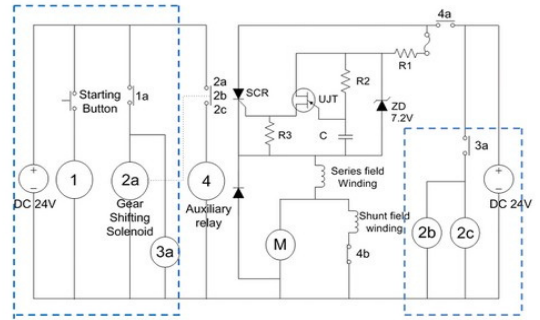 4a
Starting
Button
1a
2a
2b
2c
SCR
UJT
R2
R1
ZD
7.2V
R3
C
3a
DC 24V
1
2a
Gear
Shifting
Solenoid
3a
4
Auxiliary
relay
Series field
Winding
Shunt field
winding
M
4b
2b
2c
DC 24V